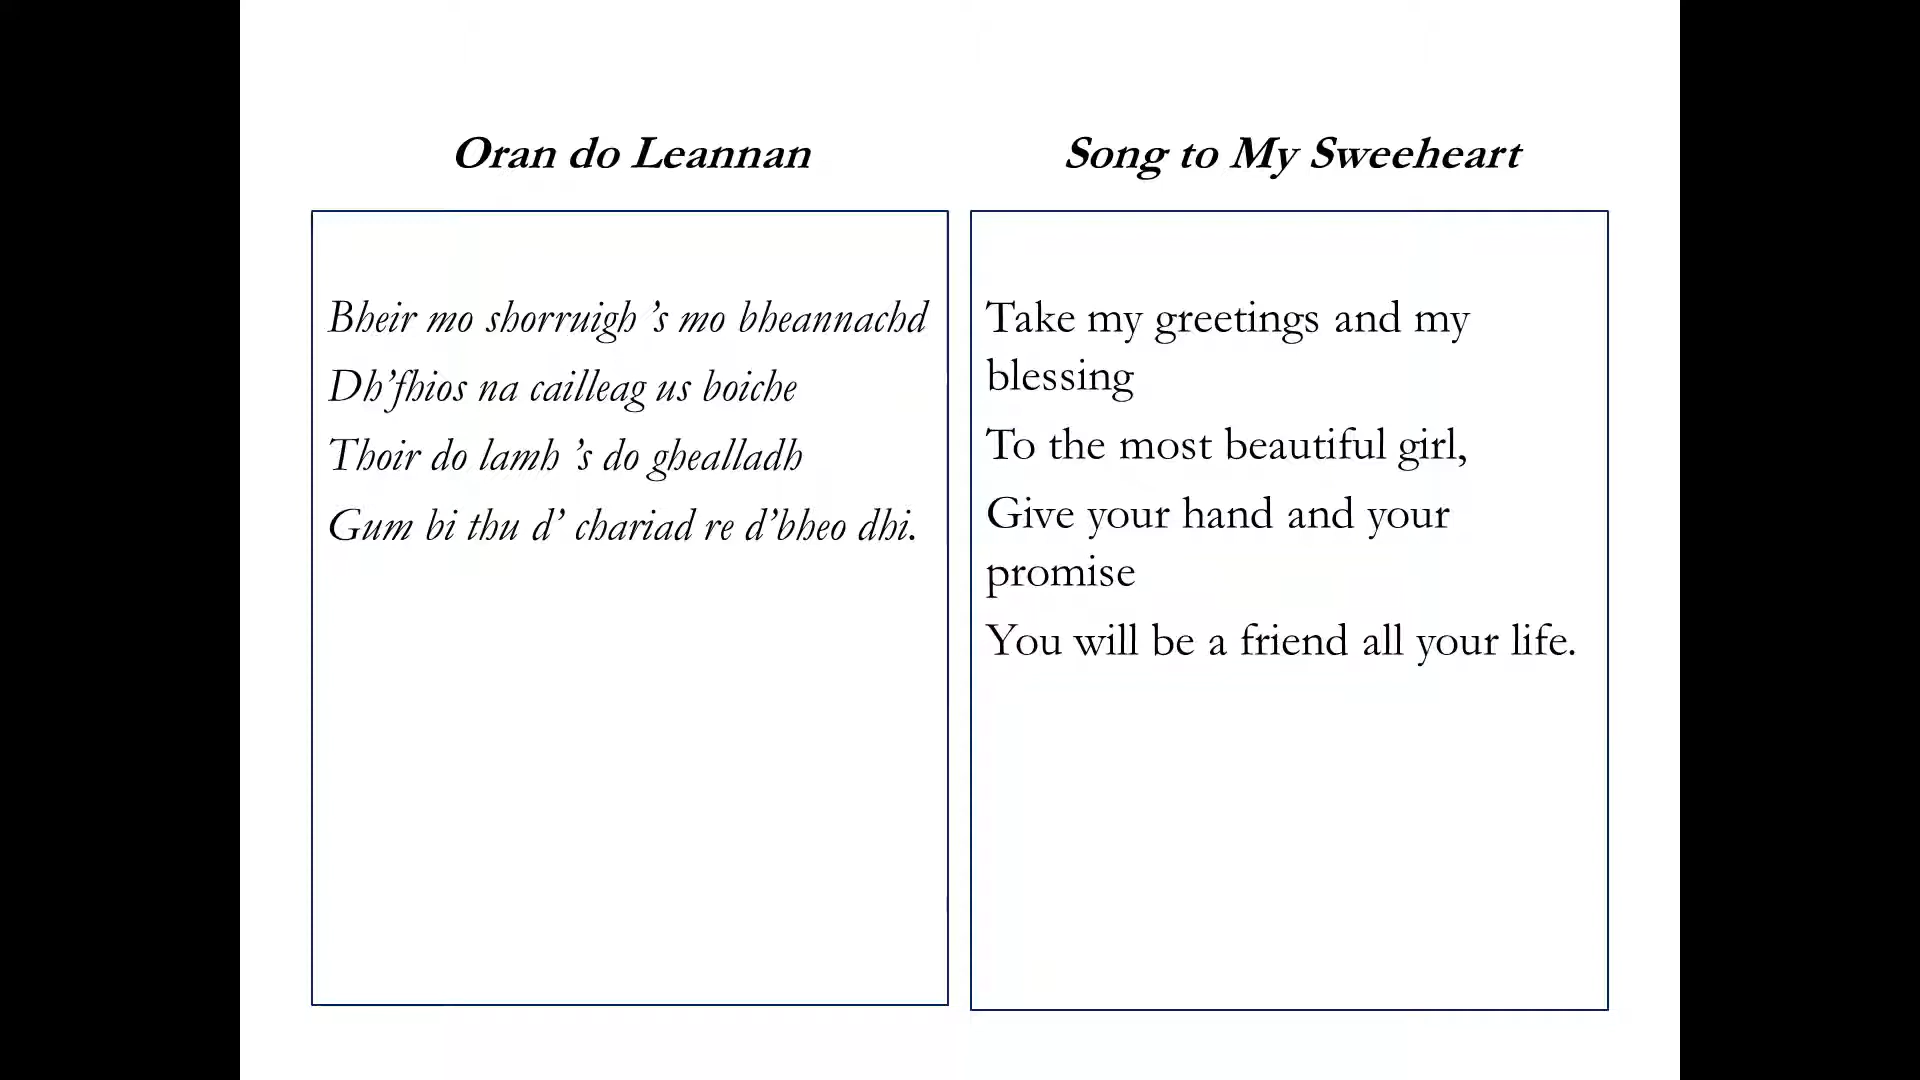 Oran do Leannan
Bheir mo shorruigh ’s mo bheannachd
Dh’fhios na cailleag us boiche
Thoir do lamh ’s do ghealladh
Gum bi thu d’ chariad re d’bheo dhi.
Song to My Sweeheart
Take my greetings and my
blessing
To the most beautiful girl,
Give your hand and your
promise
You will be a friend all your life.